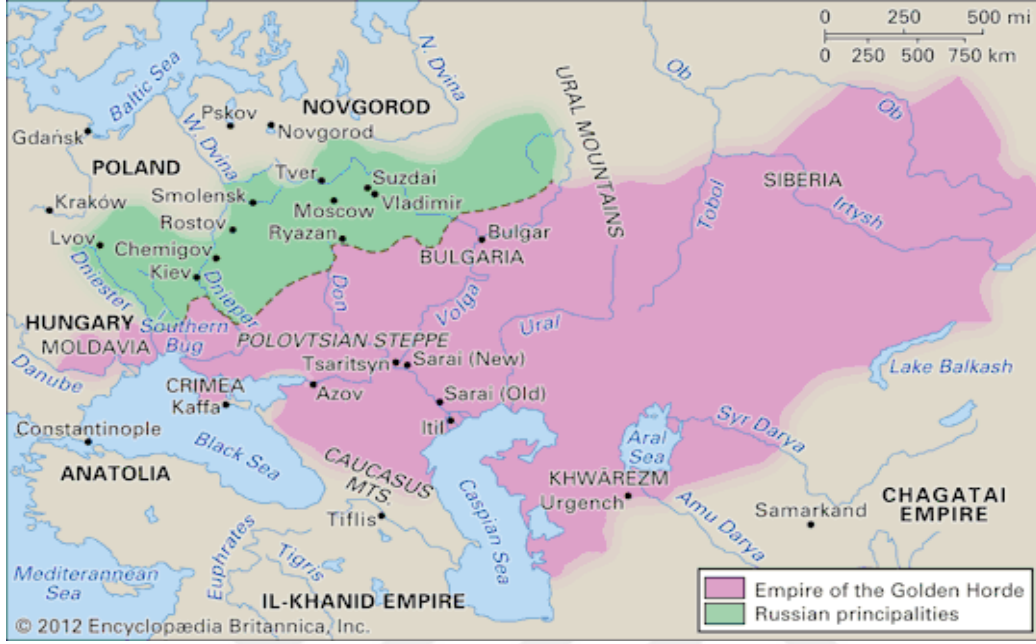 0 250 500 mi
0 250 500 750 km
Baltic Sea
N. Dvina
Ob
Ob
URAL MOUNTAINS
Pskov
NOVGOROD
Novgorod
Gdańsk
W. Dvina
POLAND
Tver
Suzdai
Smolensk
Vladimir
Moscow
Kraków
Rostov
Ryazan
Lvov
Chemigov
Kiev
Bulgar
BULGARIA
Tobol
SIBERIA
Irtysh
Dniester
Dnieper
Don
Volga
Ural
HUNGARY
Southern
Bug
MOLDAVIA
POLOVTSIAN STEPPE
Tsaritsyn
Sarai (New)
Danube
CRIMEA
Kaffa
Azov
Sarai (Old)
Itil
Lake Balkash
Constantinople
Black Sea
Aral
Sea
Syr Darya
ANATOLIA
CAUCASUS
MTS.
Tiflis
Caspian Sea
KHWĀREZM
Urgench
Amu Darya
Samarkand
CHAGATAI
EMPIRE
Euphrates
Tigris
Mediterannean
Sea
IL-KHANID EMPIRE
Empire of the Golden Horde
Russian principalities
© 2012 Encyclopædia Britannica, Inc.